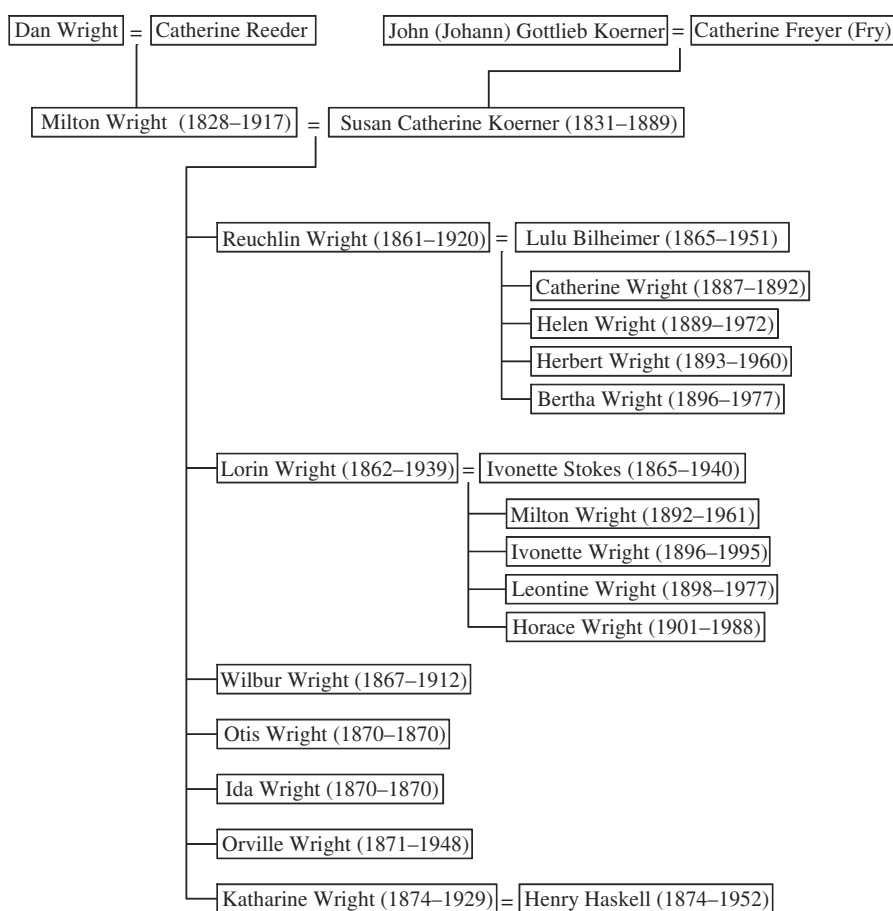 Dan Wright = Catherine Reeder John (Johann) Gottlieb Koerner = Catherine Freyer (Fry)
Milton Wright (1828–1917) = Susan Catherine Koerner (1831–1889)
Reuchlin Wright (1861–1920) = Lulu Bilheimer (1865–1951)
Catherine Wright (1887–1892)
Helen Wright (1889–1972)
Herbert Wright (1893–1960)
Bertha Wright (1896–1977)
Lorin Wright (1862–1939) = Ivonette Stokes (1865–1940)
Milton Wright (1892–1961)
Ivonette Wright (1896–1995)
Leontine Wright (1898–1977)
Horace Wright (1901–1988)
Wilbur Wright (1867–1912)
Otis Wright (1870–1870)
Ida Wright (1870–1870)
Orville Wright (1871–1948)
Katharine Wright (1874–1929) = Henry Haskell (1874–1952)